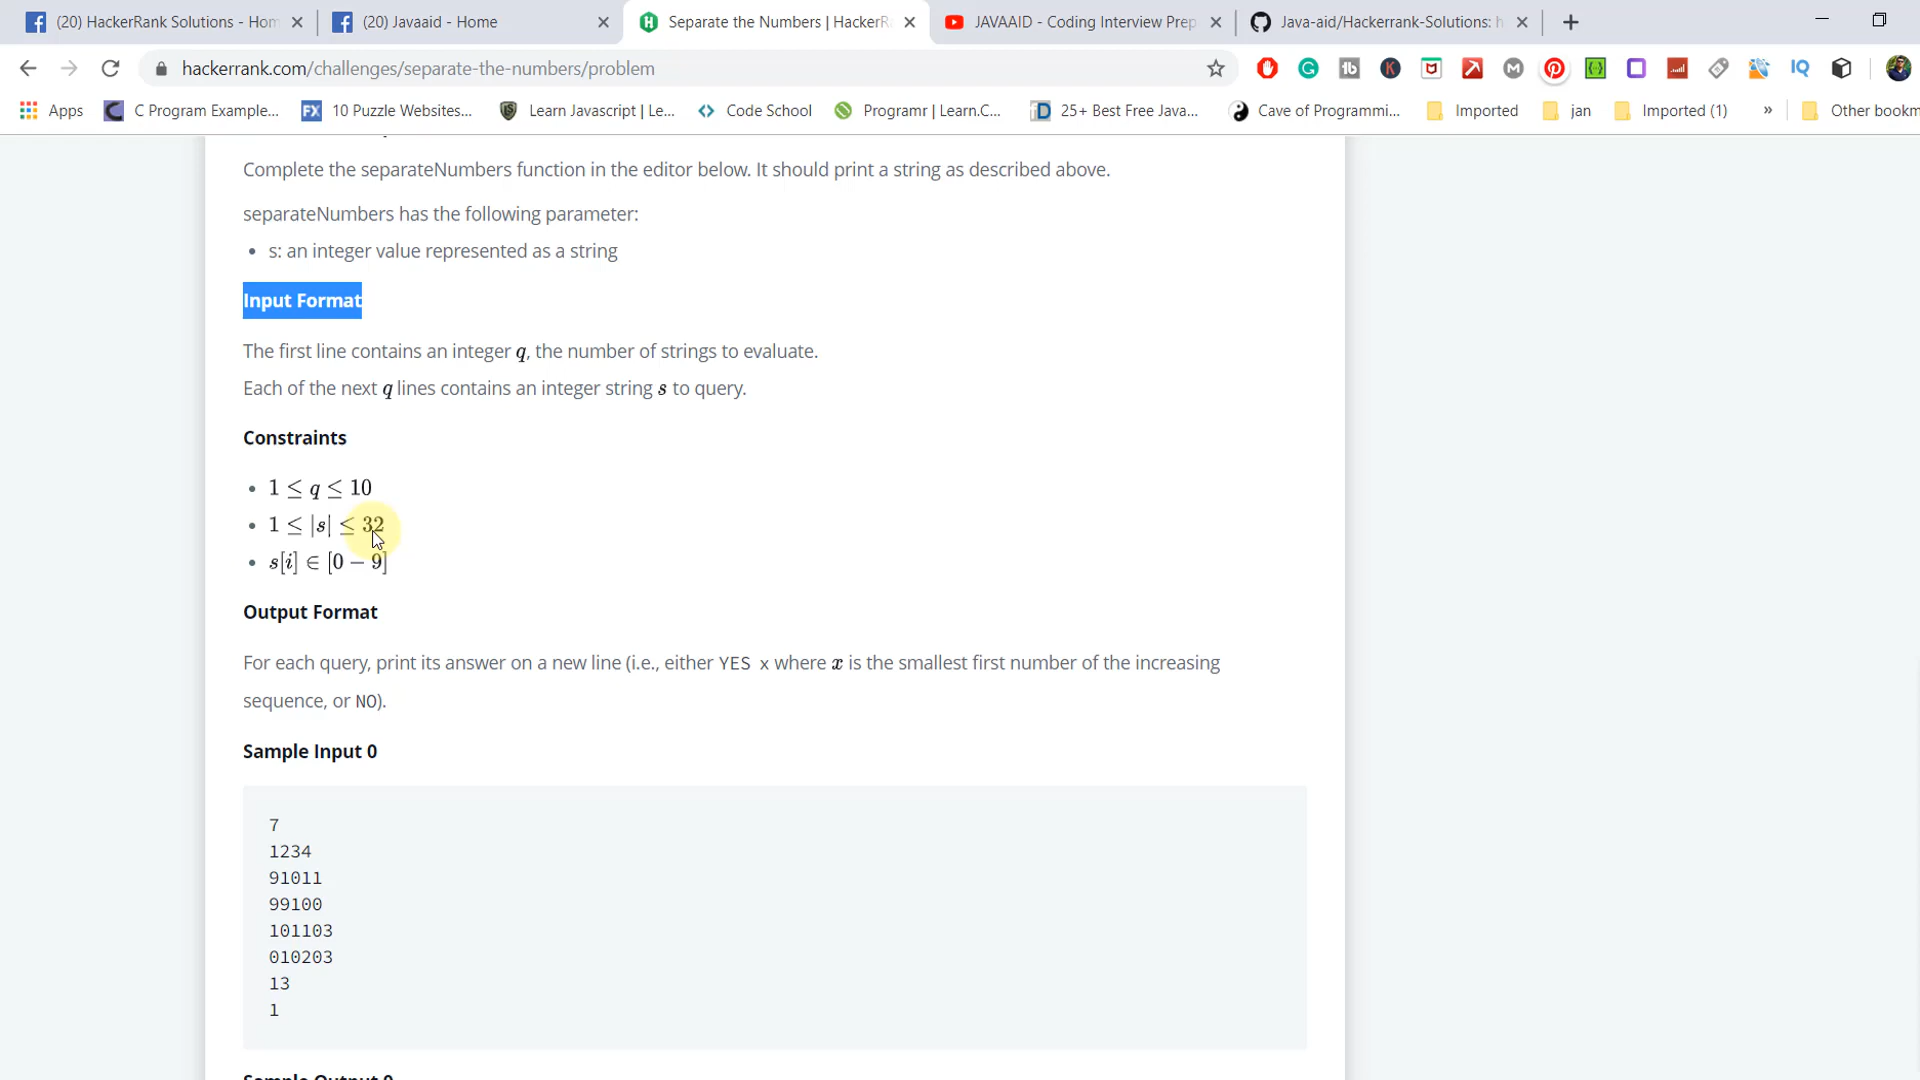 (20) HackerRank Solutions - Hom
(20) Javaaid - Home
Separate the Numbers | HackerR
JAVAAID - Coding Interview Prep
Java-aid/Hackerrank-Solutions: h
hackerrank.com/challenges/separate-the-numbers/problem
Apps
C Program Example...
10 Puzzle Websites...
Learn Javascript | Le...
Code School
Programr | Learn.C...
25+ Best Free Java...
Cave of Programmi...
Imported
jan
Imported (1)
»
Other bookm
Complete the separateNumbers function in the editor below. It should print a string as described above.
separateNumbers has the following parameter:
• s: an integer value represented as a string
Input Format
The first line contains an integer q, the number of strings to evaluate.
Each of the next q lines contains an integer string s to query.
Constraints
• 1 ≤ q ≤ 10
• 1 ≤ |s| ≤ 32
• s[i] ∈ [0 − 9]
Output Format
For each query, print its answer on a new line (i.e., either YES x where x is the smallest first number of the increasing
sequence, or NO).
Sample Input 0
7
1234
91011
99100
101103
010203
13
1